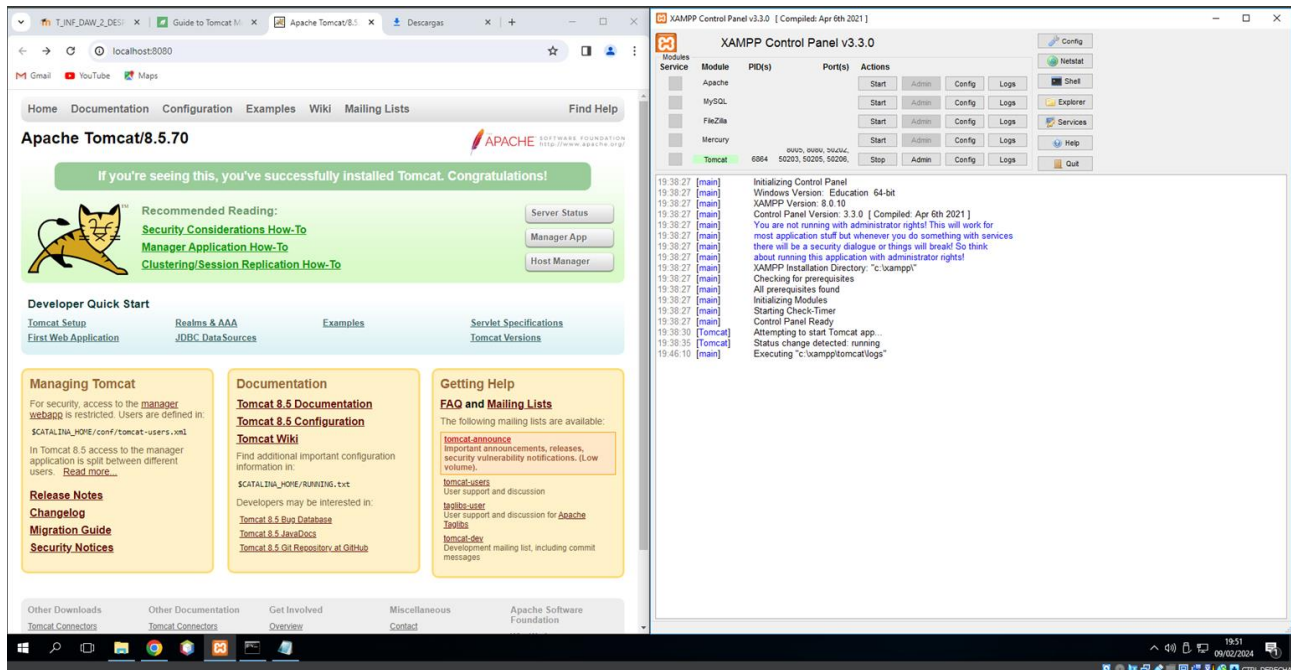 T_INF_DAW_2_DES
Guide to Tomcat M
Apache Tomcat/8.5
Descargas
localhost:8080
Gmail
YouTube
Maps
Home Documentation Configuration Examples Wiki Mailing Lists Find Help
Apache Tomcat/8.5.70
APACHE SOFTWARE FOUNDATION
http://www.apache.org/
If you're seeing this, you've successfully installed Tomcat. Congratulations!
TM
Recommended Reading:
Security Considerations How-To
Manager Application How-To
Clustering/Session Replication How-To
Server Status
Manager App
Host Manager
Developer Quick Start
Tomcat Setup Realms & AAA Examples Servlet Specifications
First Web Application JDBC DataSources Tomcat Versions
Managing Tomcat
For security, access to the manager
webapp is restricted. Users are defined in:
$CATALINA_HOME/conf/tomcat-users.xml
In Tomcat 8.5 access to the manager
application is split between different
users. Read more...
Release Notes
Changelog
Migration Guide
Security Notices
Documentation
Tomcat 8.5 Documentation
Tomcat 8.5 Configuration
Tomcat Wiki
Find additional important configuration
information in:
$CATALINA_HOME/RUNNING.txt
Developers may be interested in:
Tomcat 8.5 Bug Database
Tomcat 8.5 JavaDocs
Tomcat 8.5 Git Repository at GitHub
Getting Help
FAQ and Mailing Lists
The following mailing lists are available:
tomcat-announce
Important announcements, releases,
security vulnerability notifications. (Low
volume).
tomcat-users
User support and discussion
taglibs-user
User support and discussion for Apache
Taglibs
tomcat-dev
Development mailing list, including commit
messages
Other Downloads Other Documentation Get Involved Miscellaneous Apache Software
Foundation
Tomcat Connectors Tomcat Connectors Overview Contact
XAMPP Control Panel v3.3.0 [ Compiled: Apr 6th 2021 ]
XAMPP Control Panel v3.3.0
Modules
Service Module PID(s) Port(s) Actions
Apache Start Admin Config Logs
MySQL Start Admin Config Logs
FileZilla Start Admin Config Logs
Mercury Start Admin Config Logs
8005, 8080, 50202,
Tomcat 6864 50203, 50205, 50206, Stop Admin Config Logs
Config
Netstat
Shell
Explorer
Services
Help
Quit
19:38:27 [main] Initializing Control Panel
19:38:27 [main] Windows Version: Education 64-bit
19:38:27 [main] XAMPP Version: 8.0.10
19:38:27 [main] Control Panel Version: 3.3.0 [ Compiled: Apr 6th 2021 ]
19:38:27 [main] You are not running with administrator rights! This will work for
19:38:27 [main] most application stuff but whenever you do something with services
19:38:27 [main] there will be a security dialogue or things will break! So think
19:38:27 [main] about running this application with administrator rights!
19:38:27 [main] XAMPP Installation Directory: "c:\xampp\"
19:38:27 [main] Checking for prerequisites
19:38:27 [main] All prerequisites found
19:38:27 [main] Initializing Modules
19:38:27 [main] Starting Check-Timer
19:38:27 [main] Control Panel Ready
19:38:30 [Tomcat] Attempting to start Tomcat app...
19:38:35 [Tomcat] Status change detected: running
19:46:10 [main] Executing "c:\xampp\tomcat\logs"
19:51
09/02/2024
CTRL DERECHA